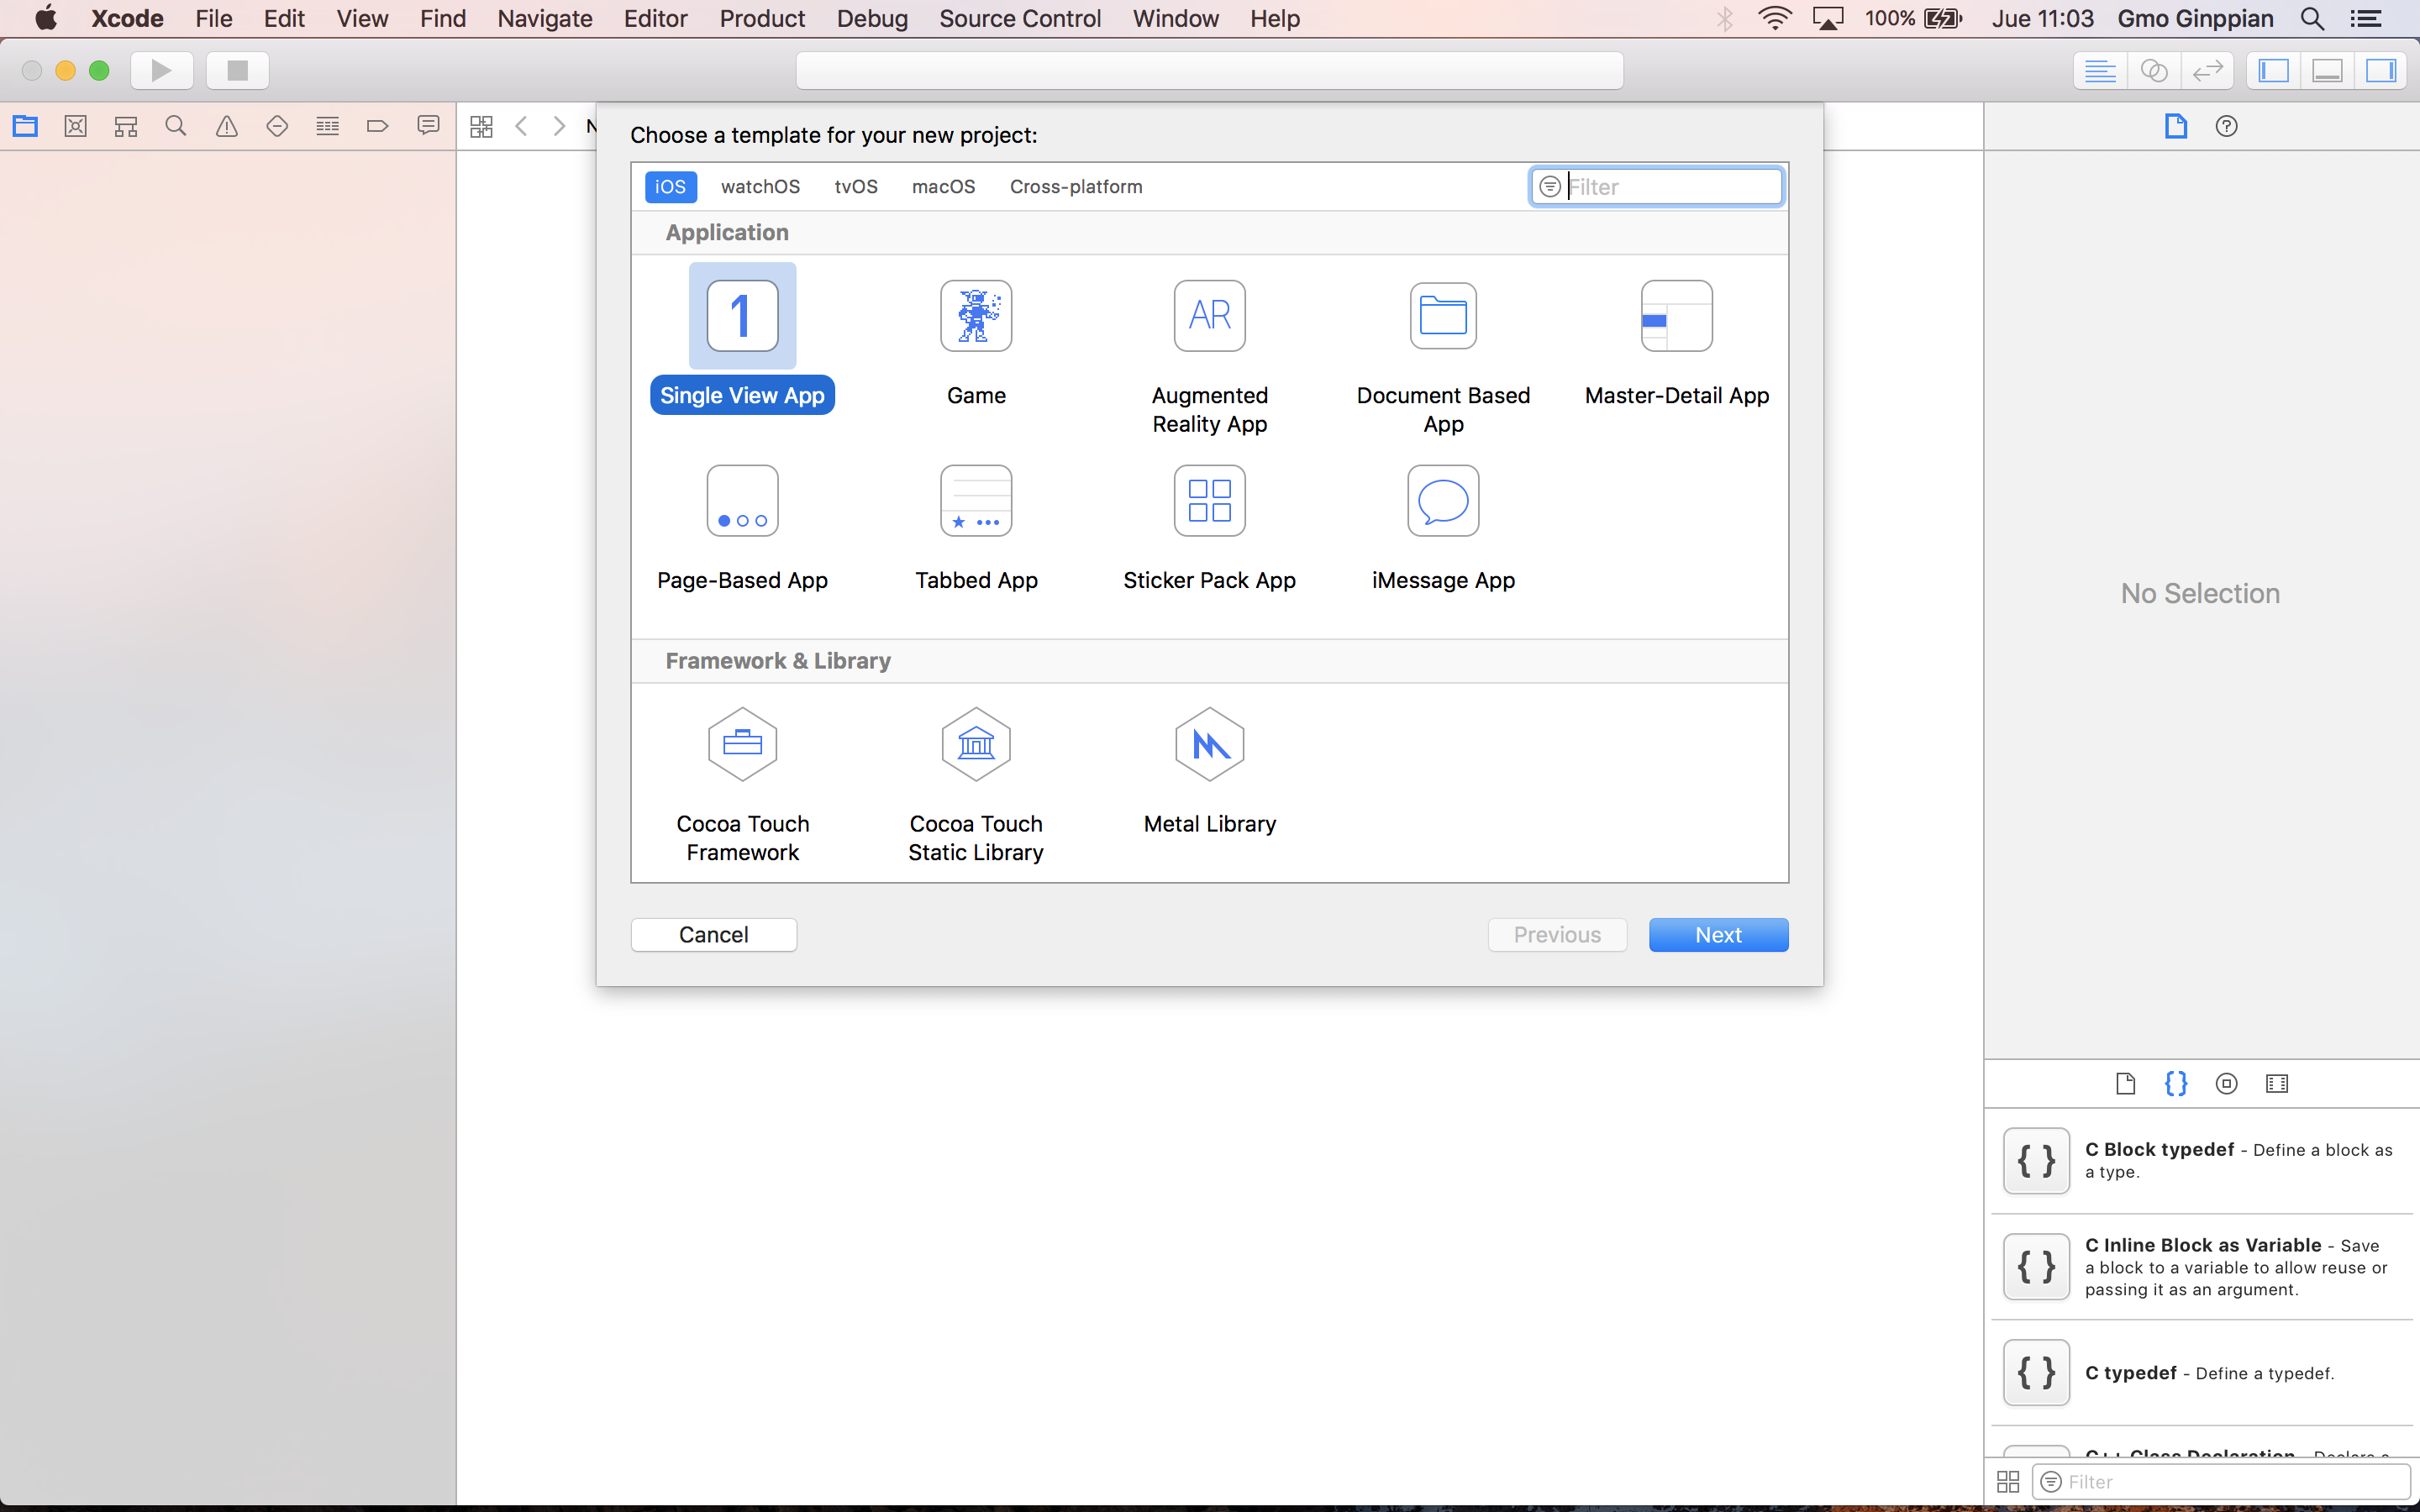 Xcode File Edit View Find Navigate Editor Product Debug Source Control Window Help 100% Jue 11:03 Gmo Ginppian
N
Choose a template for your new project:
iOS watchOS tvOS macOS Cross-platform Filter
Application
1
AR
Single View App Game Augmented Reality App Document Based App Master-Detail App
Page-Based App Tabbed App Sticker Pack App iMessage App
No Selection
Framework & Library
Cocoa Touch Framework Cocoa Touch Static Library Metal Library
Cancel Previous Next
{ }
{ } C Block typedef - Define a block as
a type.
{ } C Inline Block as Variable - Save
a block to a variable to allow reuse or
passing it as an argument.
{ } C typedef - Define a typedef.
C++ Class Declaration - Declare a
Filter